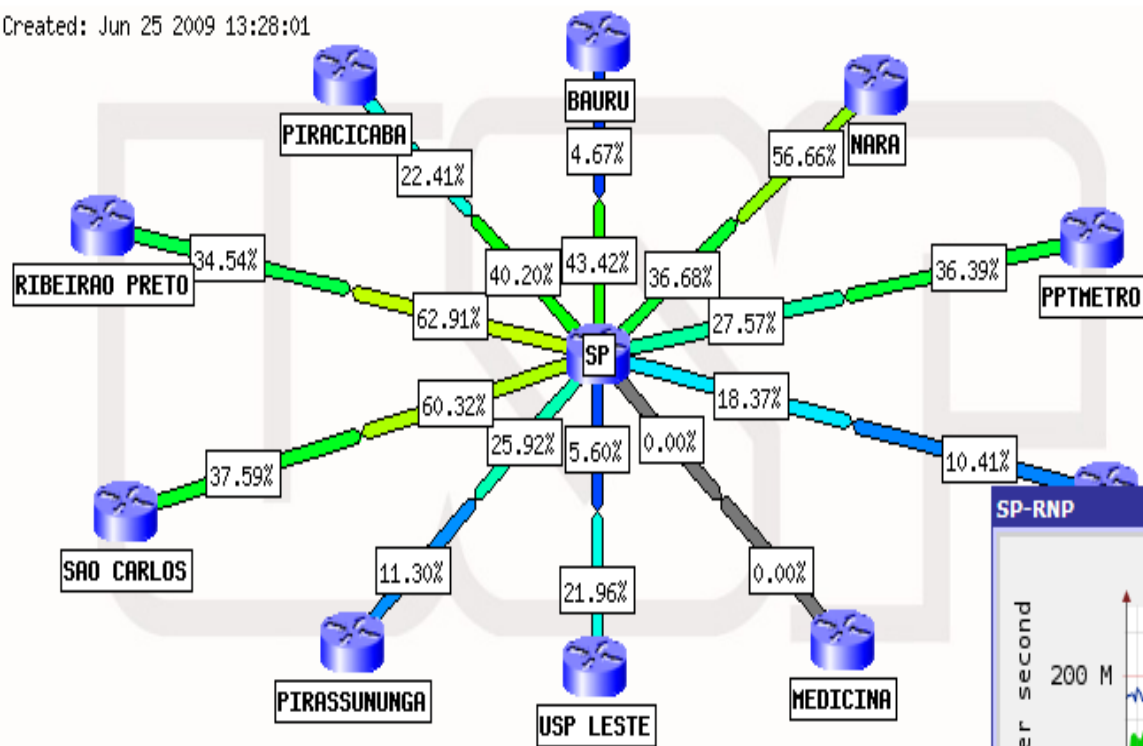 Created: Jun 25 2009 13:28:01
BAURU
PIRACICABA
NARA
4.67%
56.66%
22.41%
RIBEIRAO PRETO
34.54%
40.20%
43.42%
36.68%
36.39%
PPTMETRO
62.91%
27.57%
SP
60.32%
18.37%
25.92%
5.60%
0.00%
10.41%
37.59%
SAO CARLOS
11.30%
21.96%
0.00%
PIRASSUNUNGA
USP LESTE
MEDICINA
SP-RNP
er second
200 M